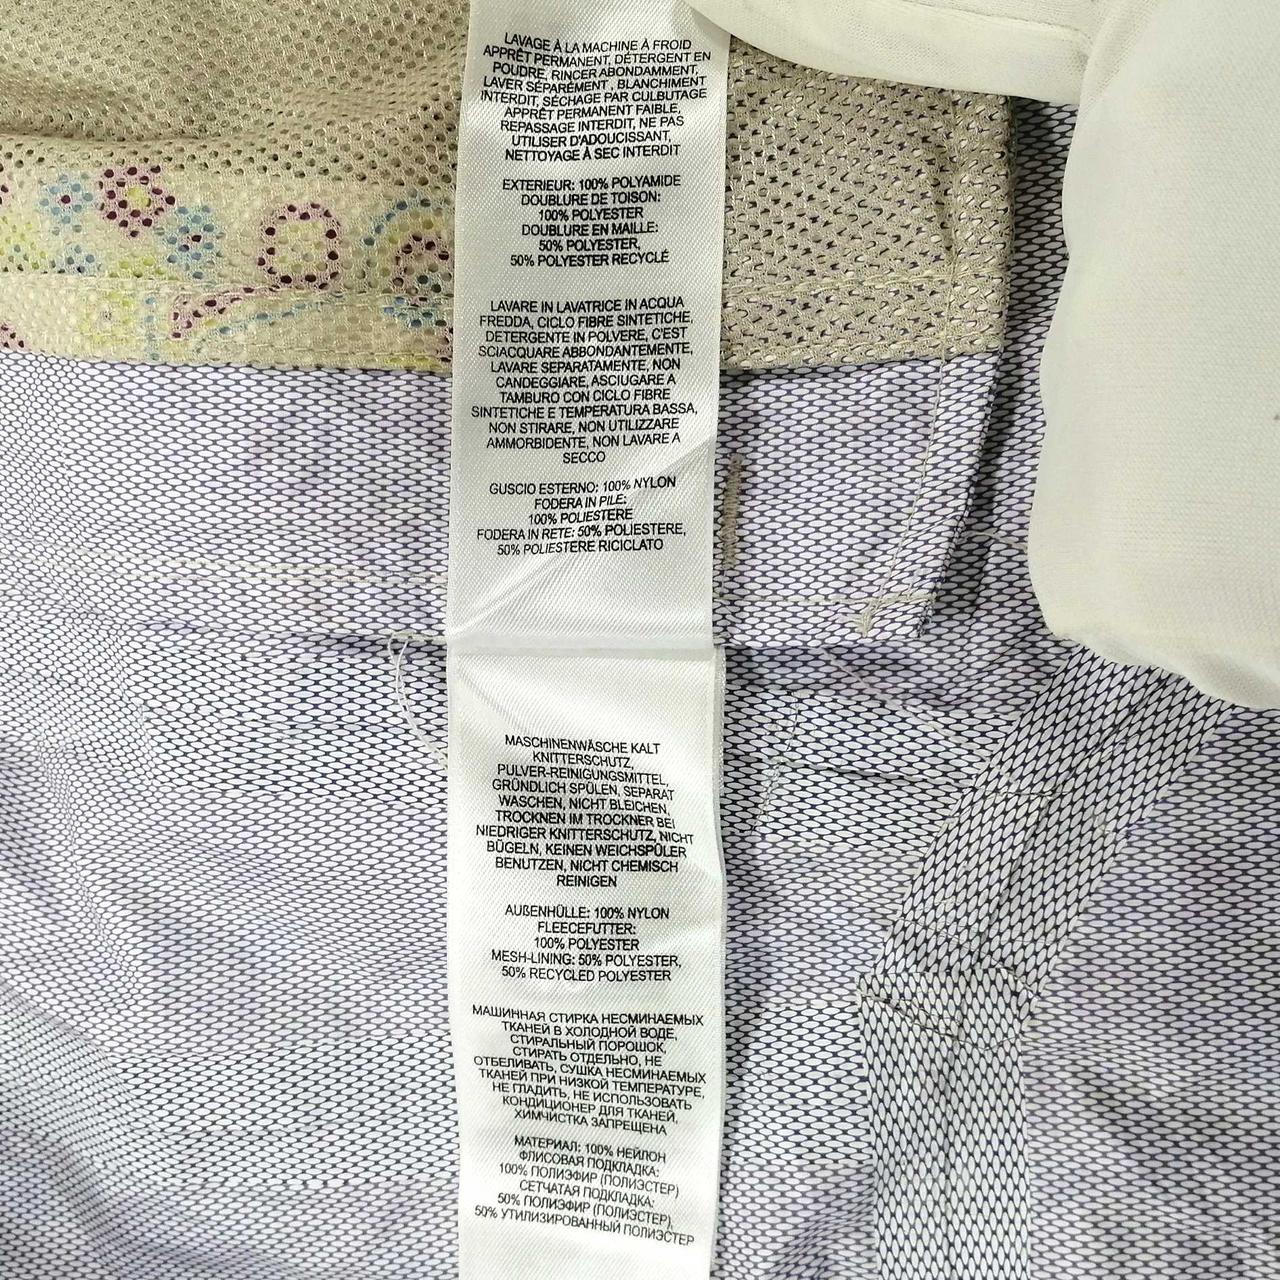 LAVAGE À LA MACHINE À FROID
APPRÊT PERMANENT, DÉTERGENT EN
POUDRE, RINCER ABONDAMMENT,
LAVER SÉPARÉMENT , BLANCHIMENT
INTERDIT, SÉCHAGE PAR CULBUTAGE
APPRÊT PERMANENT FAIBLE,
REPASSAGE INTERDIT, NE PAS
UTILISER D'ADOUCISSANT,
NETTOYAGE À SEC INTERDIT
EXTERIEUR: 100% POLYAMIDE
DOUBLURE DE TOISON:
100% POLYESTER
DOUBLURE EN MAILLE:
50% POLYESTER,
50% POLYESTER RECYCLÉ
LAVARE IN LAVATRICE IN ACQUA
FREDDA, CICLO FIBRE SINTETICHE,
DETERGENTE IN POLVERE, C'EST
SCIACQUARE ABBONDANTEMENTE,
LAVARE SEPARATAMENTE, NON
CANDEGGIARE, ASCIUGARE A
TAMBURO CON CICLO FIBRE
SINTETICHE E TEMPERATURA BASSA,
NON STIRARE, NON UTILIZZARE
AMMORBIDENTE, NON LAVARE A
SECCO
GUSCIO ESTERNO: 100% NYLON
FODERA IN PILE:
100% POLIESTERE
FODERA IN RETE: 50% POLIESTERE,
50% POLIESTERE RICICLATO
MASCHINENWÄSCHE KALT
KNITTERSCHUTZ,
PULVER-REINIGUNGSMITTEL,
GRÜNDLICH SPÜLEN, SEPARAT
WASCHEN, NICHT BLEICHEN,
TROCKNEN IM TROCKNER BEI
NIEDRIGER KNITTERSCHUTZ, NICHT
BÜGELN, KEINEN WEICHSPÜLER
BENUTZEN, NICHT CHEMISCH
REINIGEN
AUßENHÜLLE: 100% NYLON
FLEECEFUTTER:
100% POLYESTER
MESH-LINING: 50% POLYESTER,
50% RECYCLED POLYESTER
МАШИННАЯ СТИРКА НЕСМИНАЕМЫХ
ТКАНЕЙ В ХОЛОДНОЙ ВОДЕ,
СТИРАЛЬНЫЙ ПОРОШОК,
СТИРАТЬ ОТДЕЛЬНО, НЕ
ОТБЕЛИВАТЬ, СУШКА НЕСМИНАЕМЫХ
ТКАНЕЙ ПРИ НИЗКОЙ ТЕМПЕРАТУРЕ,
НЕ ГЛАДИТЬ, НЕ ИСПОЛЬЗОВАТЬ
КОНДИЦИОНЕР ДЛЯ ТКАНЕЙ,
ХИМЧИСТКА ЗАПРЕЩЕНА
МАТЕРИАЛ: 100% НЕЙЛОН
ФЛИСОВАЯ ПОДКЛАДКА:
100% ПОЛИЭФИР (ПОЛИЭСТЕР)
СЕТЧАТАЯ ПОДКЛАДКА:
50% ПОЛИЭФИР (ПОЛИЭСТЕР),
50% УТИЛИЗИРОВАННЫЙ ПОЛИЭСТЕР